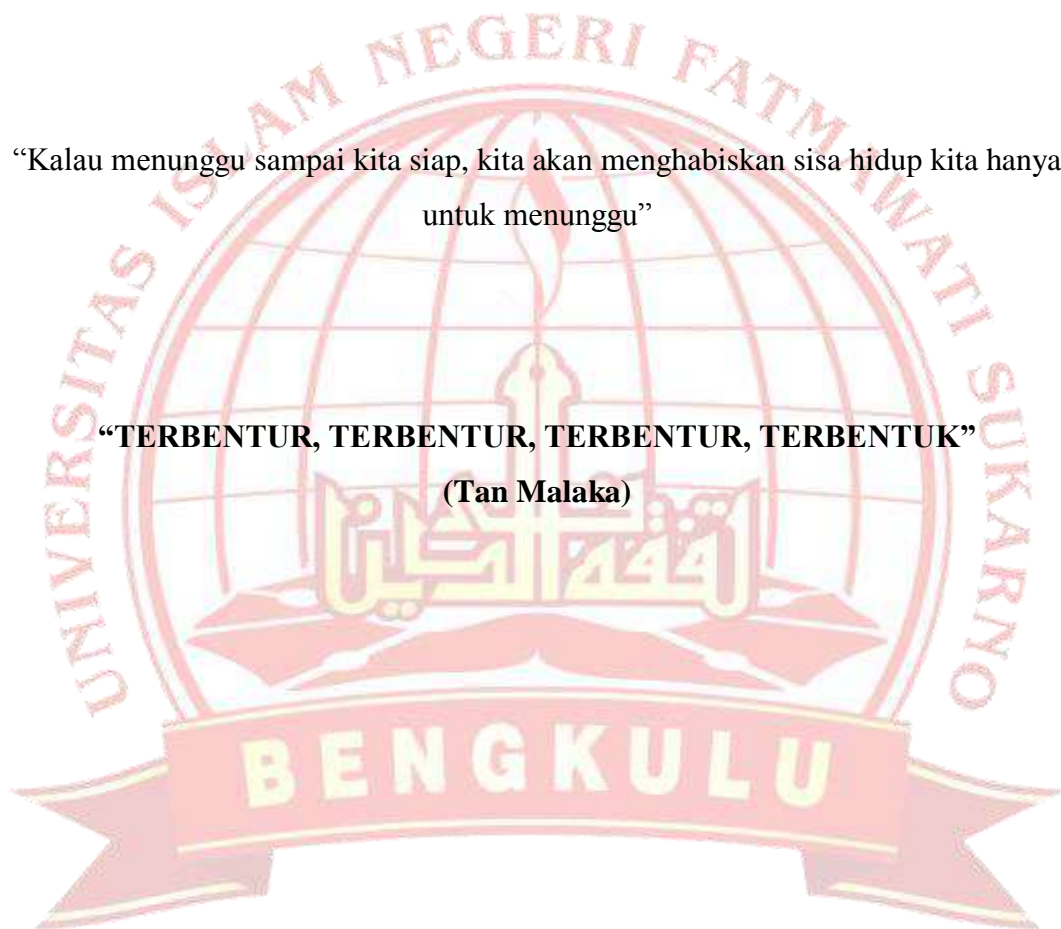 UNIVERSITAS ISLAM NEGERI FATMAWATI SUKARNO
“Kalau menunggu sampai kita siap, kita akan menghabiskan sisa hidup kita hanya
untuk menunggu”
“TERBENTUR, TERBENTUR, TERBENTUR, TERBENTUK”
(Tan Malaka)
BENGKULU